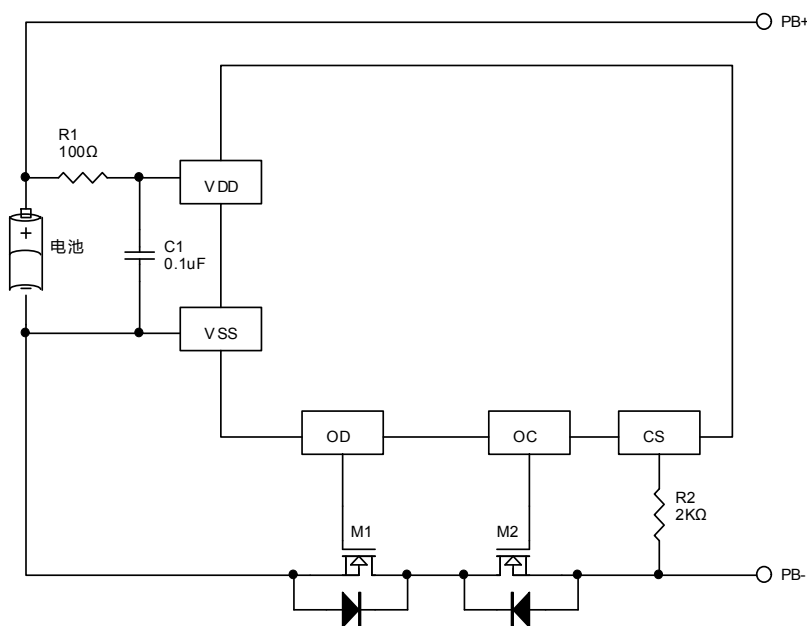 PB+
R1
100Ω
VDD
+
电池
C1
0.1uF
VSS
OD
OC
CS
R2
2KΩ
M1
M2
PB-